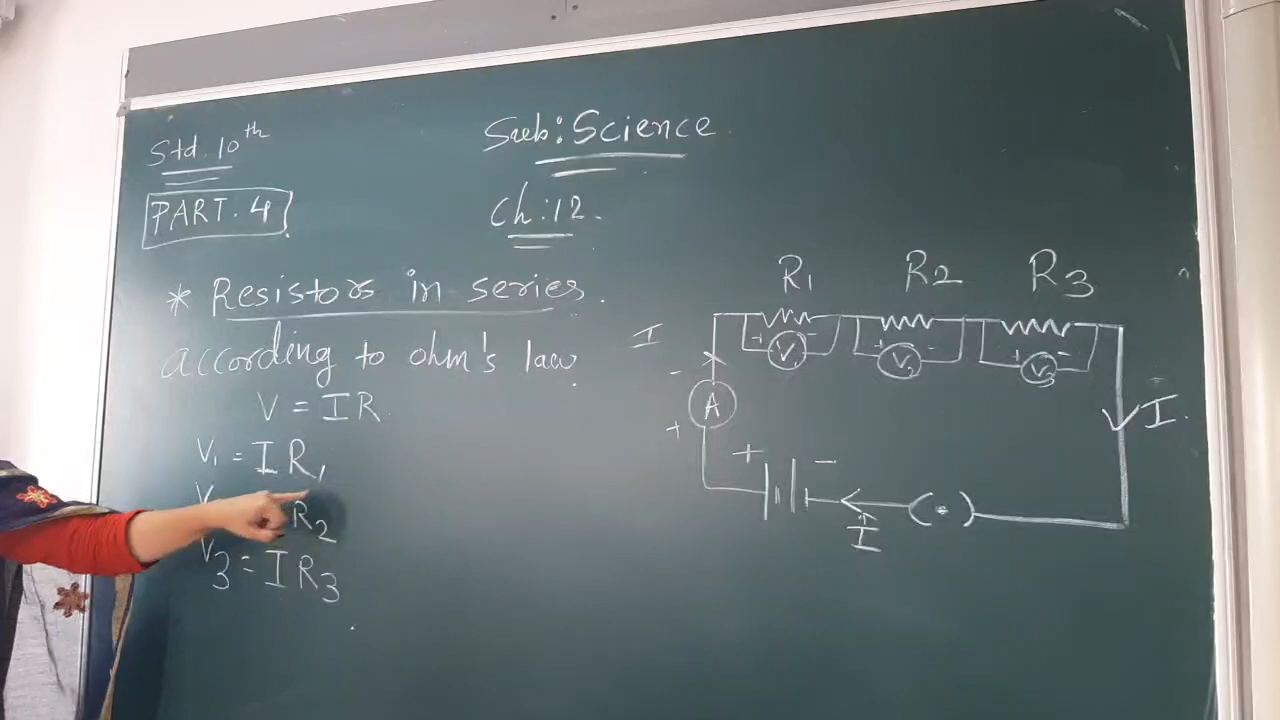 Std. 10th
Sub: Science
PART. 4
Ch: 12.
* Resistors in series.
according to ohm's law.
V = IR.
V1 = IR1
V
R2
V3 = IR3
R1 R2 R3
I
+ - + - + -
V1 V2 V3
-
A
+
I.
+ -
I